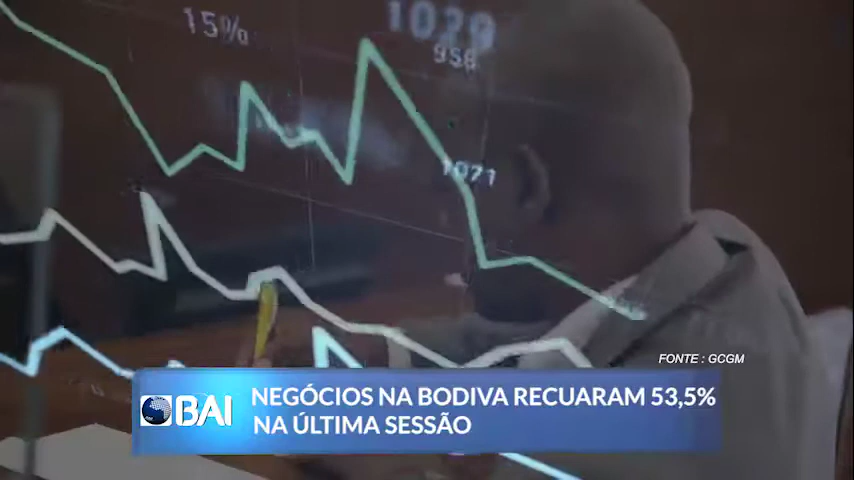 15%
1029
958
1071
FONTE : GCGM
BAI
NEGÓCIOS NA BODIVA RECUARAM 53,5%
NA ÚLTIMA SESSÃO